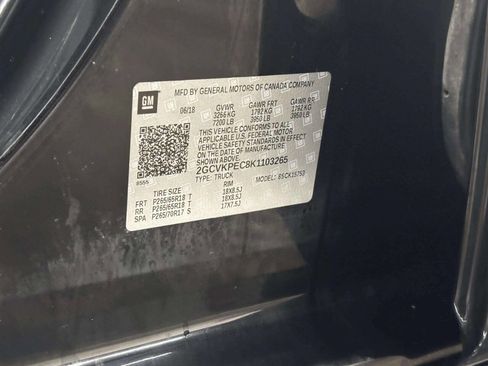 MFD BY GENERAL MOTORS OF CANADA COMPANY
GM
06/18 GVWR GAWR FRT GAWR RR
3266 KG 1792 KG 1792 KG
7200 LB 3950 LB 3950 LB
THIS VEHICLE CONFORMS TO ALL
APPLICABLE U.S. FEDERAL MOTOR
VEHICLE SAFETY
IN EFFECT ON THE DATE OF MANUFACTURE
SHOWN ABOVE.
2GCVKPEC8K1103265
TYPE: TRUCK MODEL: 8SCK15753
TIRE SIZE RIM
FRT P265/65R18 T 18X8.5J
RR P265/65R18 T 18X8.5J
SPA P265/70R17 S 17X7.5J